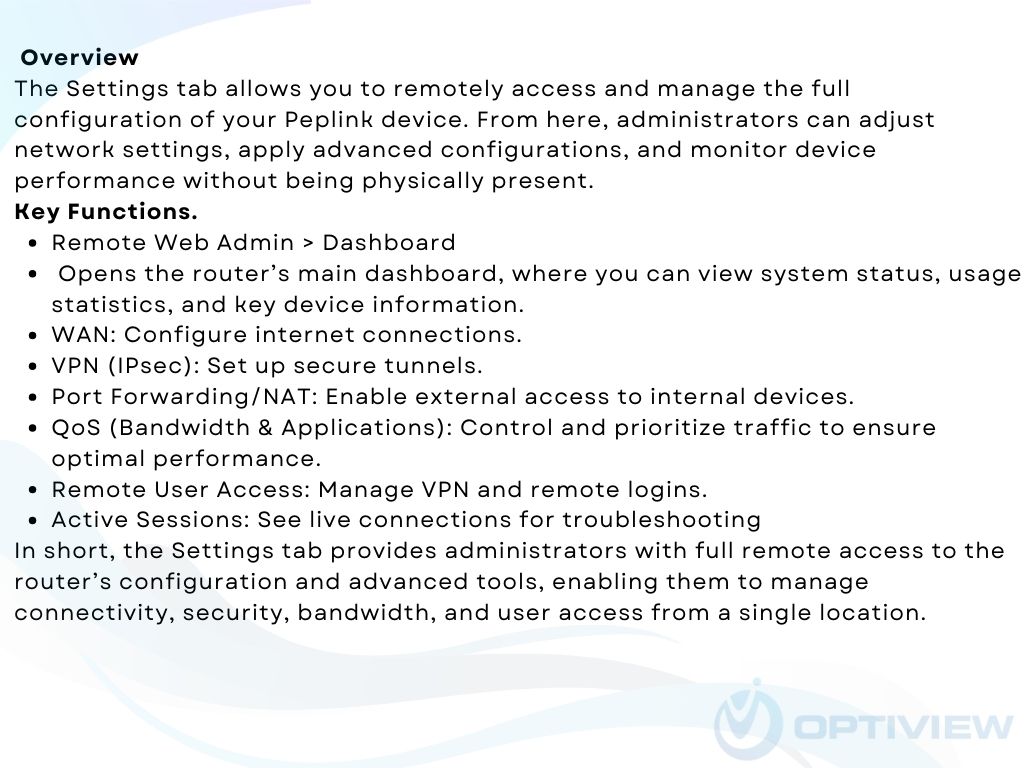 Overview
The Settings tab allows you to remotely access and manage the full
configuration of your Peplink device. From here, administrators can adjust
network settings, apply advanced configurations, and monitor device
performance without being physically present.
Key Functions.
• Remote Web Admin > Dashboard
• Opens the router’s main dashboard, where you can view system status, usage
statistics, and key device information.
• WAN: Configure internet connections.
• VPN (IPsec): Set up secure tunnels.
• Port Forwarding/NAT: Enable external access to internal devices.
• QoS (Bandwidth & Applications): Control and prioritize traffic to ensure
optimal performance.
• Remote User Access: Manage VPN and remote logins.
• Active Sessions: See live connections for troubleshooting
In short, the Settings tab provides administrators with full remote access to the
router’s configuration and advanced tools, enabling them to manage
connectivity, security, bandwidth, and user access from a single location.
OPTIVIEW